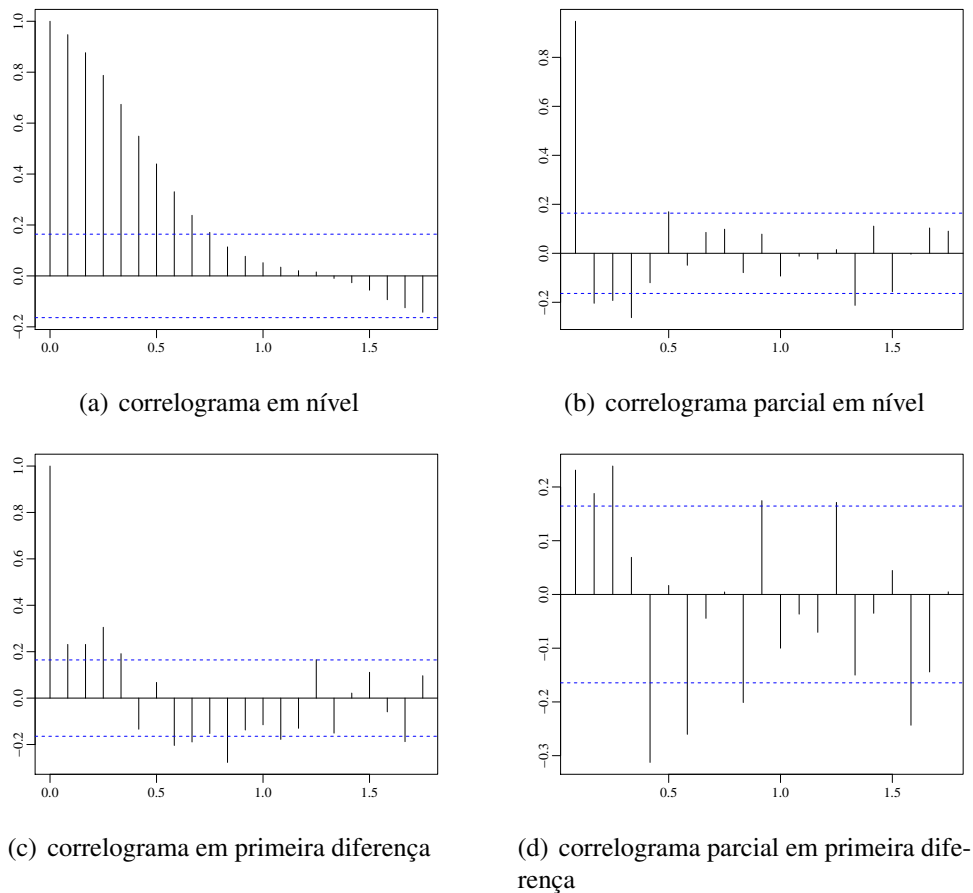 1.0
0.8
0.6
0.4
0.2
0.0
−0.2
0.0 0.5 1.0 1.5
(a) correlograma em nível
0.8
0.6
0.4
0.2
0.0
−0.2
0.5 1.0 1.5
(b) correlograma parcial em nível
1.0
0.8
0.6
0.4
0.2
0.0
−0.2
0.0 0.5 1.0 1.5
(c) correlograma em primeira diferença
0.2
0.1
0.0
−0.1
−0.2
−0.3
0.5 1.0 1.5
(d) correlograma parcial em primeira dife-
rença